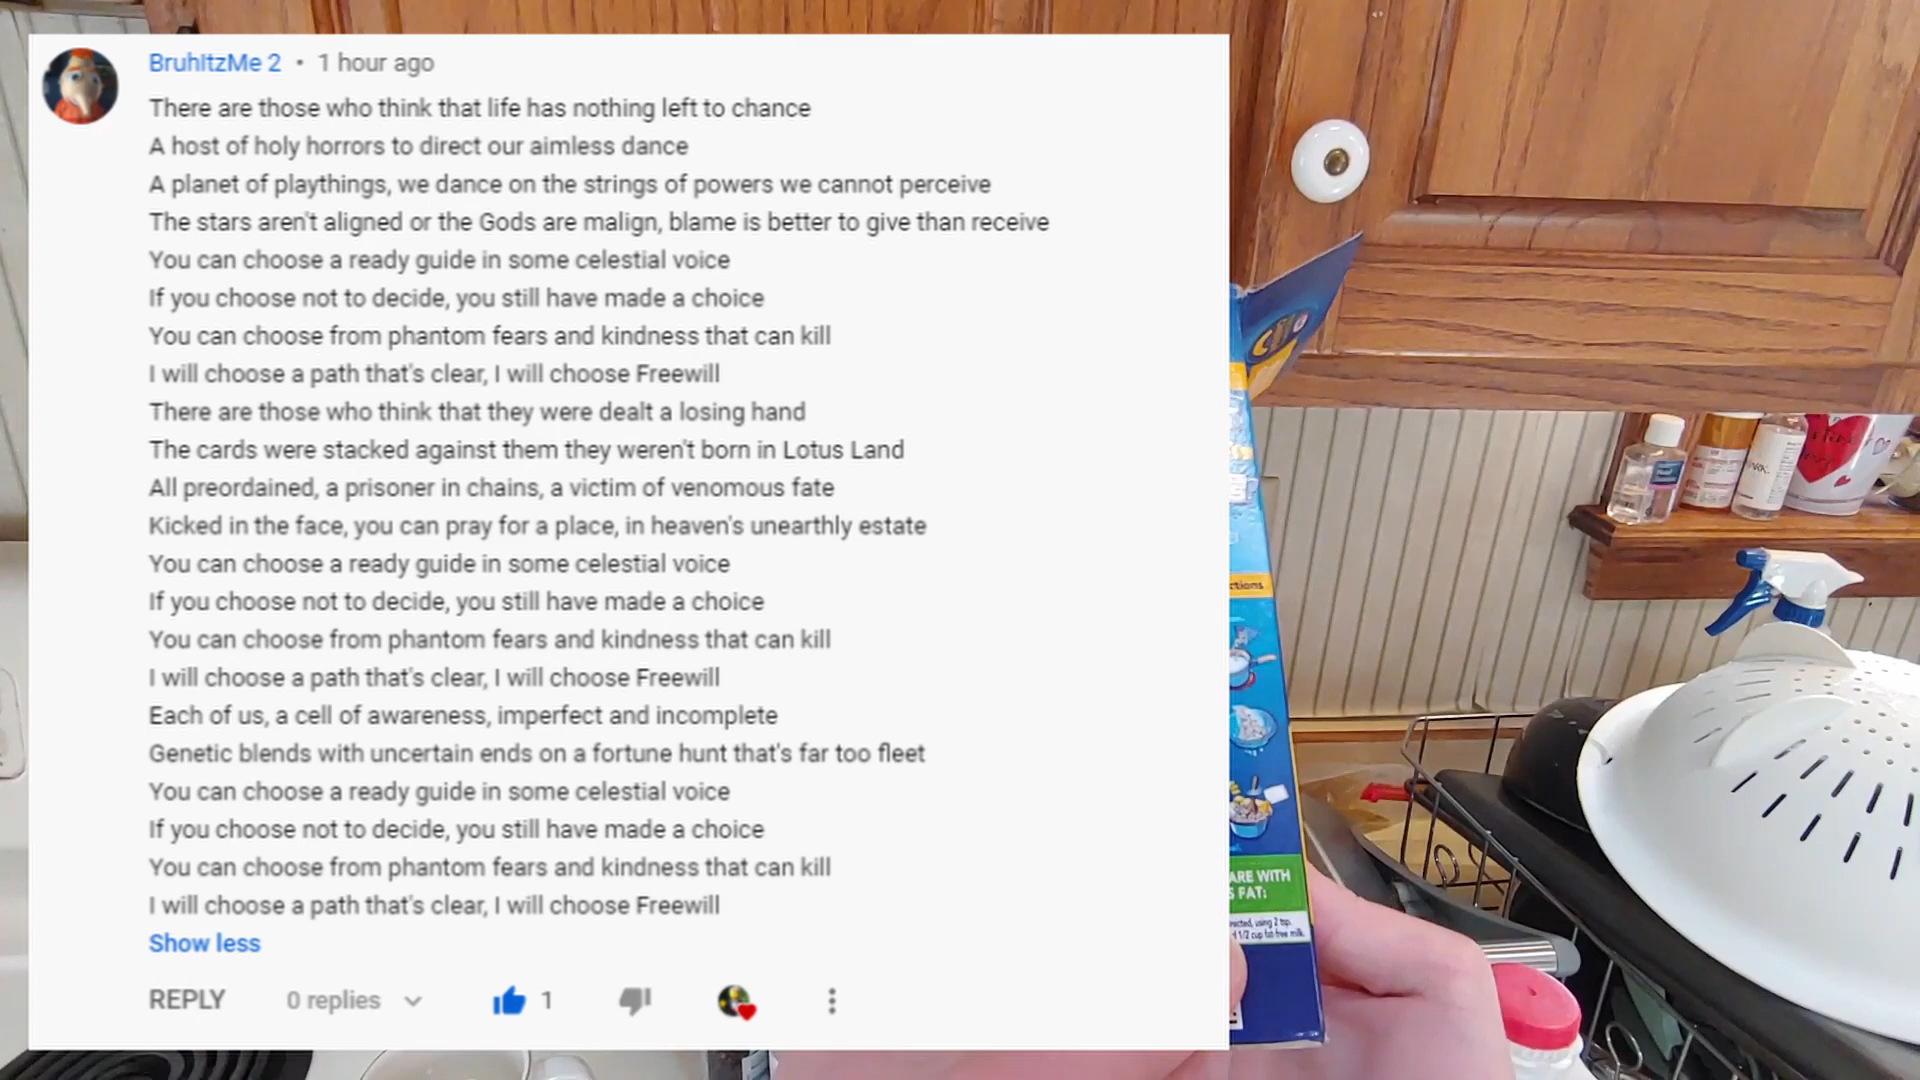 BruhItzMe 2 • 1 hour ago
There are those who think that life has nothing left to chance
A host of holy horrors to direct our aimless dance
A planet of playthings, we dance on the strings of powers we cannot perceive
The stars aren't aligned or the Gods are malign, blame is better to give than receive
You can choose a ready guide in some celestial voice
If you choose not to decide, you still have made a choice
You can choose from phantom fears and kindness that can kill
I will choose a path that's clear, I will choose Freewill
There are those who think that they were dealt a losing hand
The cards were stacked against them they weren't born in Lotus Land
All preordained, a prisoner in chains, a victim of venomous fate
Kicked in the face, you can pray for a place, in heaven's unearthly estate
You can choose a ready guide in some celestial voice
If you choose not to decide, you still have made a choice
You can choose from phantom fears and kindness that can kill
I will choose a path that's clear, I will choose Freewill
Each of us, a cell of awareness, imperfect and incomplete
Genetic blends with uncertain ends on a fortune hunt that's far too fleet
You can choose a ready guide in some celestial voice
If you choose not to decide, you still have made a choice
You can choose from phantom fears and kindness that can kill
I will choose a path that's clear, I will choose Freewill
Show less
REPLY 0 replies 1
ctions
ARE WITH
FAT:
ected, using 2 tsp.
1/2 cup fat-free milk.